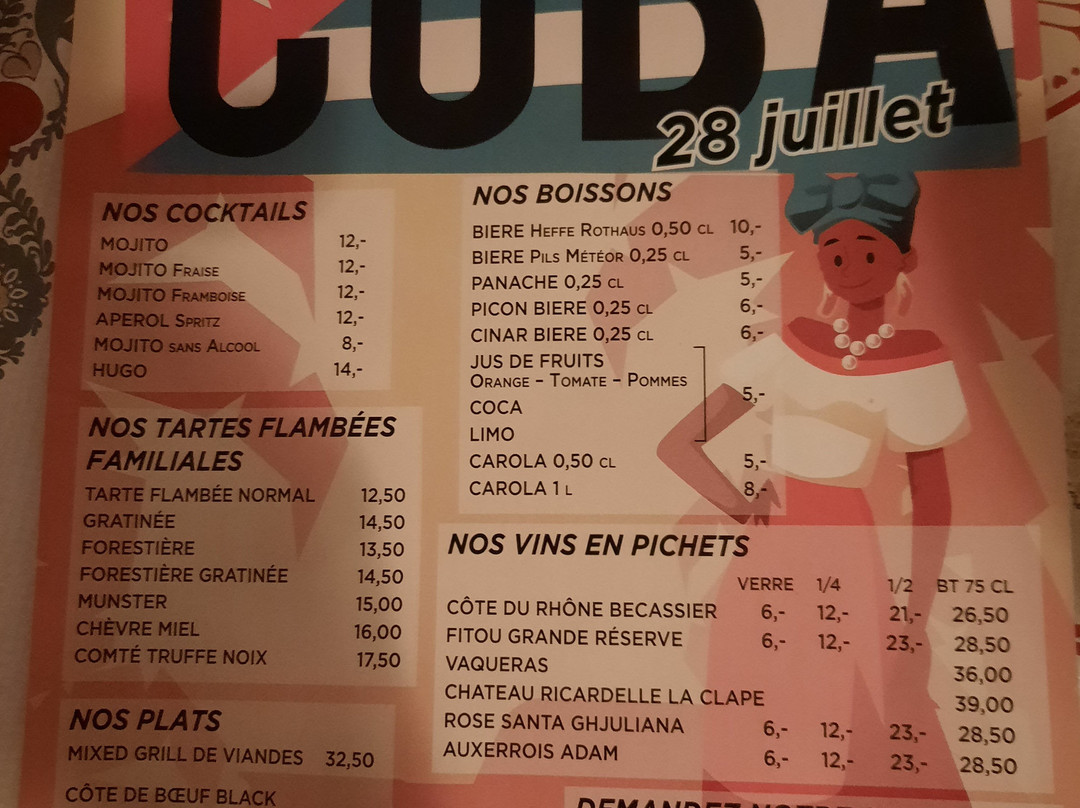 CUBA
28 juillet
NOS COCKTAILS
MOJITO 12,-
MOJITO FRAISE 12,-
MOJITO FRAMBOISE 12,-
APEROL SPRITZ 12,-
MOJITO SANS ALCOOL 8,-
HUGO 14,-
NOS TARTES FLAMBÉES
FAMILIALES
TARTE FLAMBÉE NORMAL 12,50
GRATINÉE 14,50
FORESTIÈRE 13,50
FORESTIÈRE GRATINÉE 14,50
MUNSTER 15,00
CHÈVRE MIEL 16,00
COMTÉ TRUFFE NOIX 17,50
NOS PLATS
MIXED GRILL DE VIANDES 32,50
CÔTE DE BŒUF BLACK
NOS BOISSONS
BIERE HEFFE ROTHAUS 0,50 CL 10,-
BIERE PILS MÉTÉOR 0,25 CL 5,-
PANACHE 0,25 CL 5,-
PICON BIERE 0,25 CL 6,-
CINAR BIERE 0,25 CL 6,-
JUS DE FRUITS
ORANGE - TOMATE - POMMES
5,-
COCA
LIMO
CAROLA 0,50 CL 5,-
CAROLA 1 L 8,-
NOS VINS EN PICHETS
VERRE 1/4 1/2 BT 75 CL
CÔTE DU RHÔNE BECASSIER 6,- 12,- 21,- 26,50
FITOU GRANDE RÉSERVE 6,- 12,- 23,- 28,50
VAQUERAS 36,00
CHATEAU RICARDELLE LA CLAPE 39,00
ROSE SANTA GHJULIANA 6,- 12,- 23,- 28,50
AUXERROIS ADAM 6,- 12,- 23,- 28,50
DEMANDEZ NOTRE